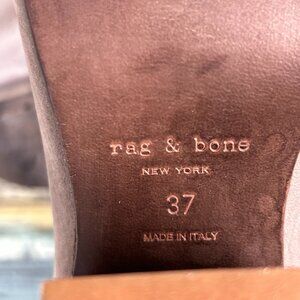 rag & bone
NEW YORK
37
MADE IN ITALY